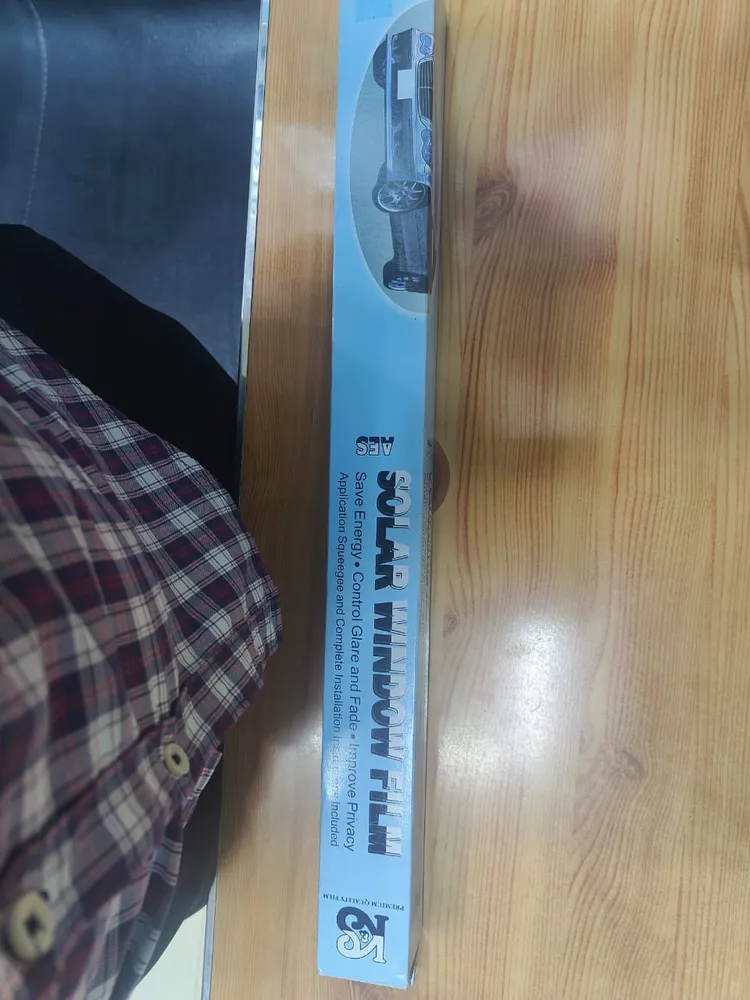 AES
SOLAR WINDOW FILM
Save Energy • Control Glare and Fade • Improve Privacy
Application Squeegee and Complete Installation Included
PREMIUM QUALITY FILM